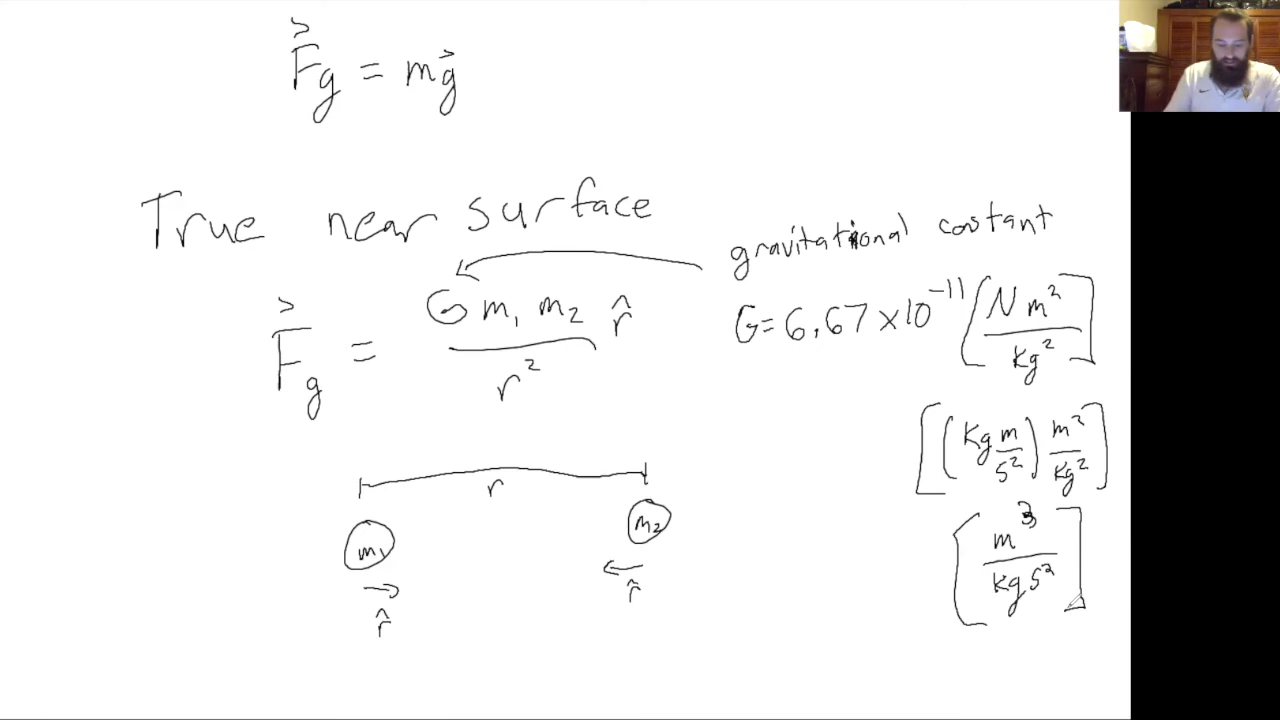 F⃗g = mg⃗
True near surface
gravitational constant
F⃗g = G m₁ m₂ / r² r̂
G = 6.67 × 10⁻¹¹ [N m² / kg²]
[(kg m / s²) m² / kg²]
[m³ / kg s²]
r
m₁ m₂
r̂ r̂